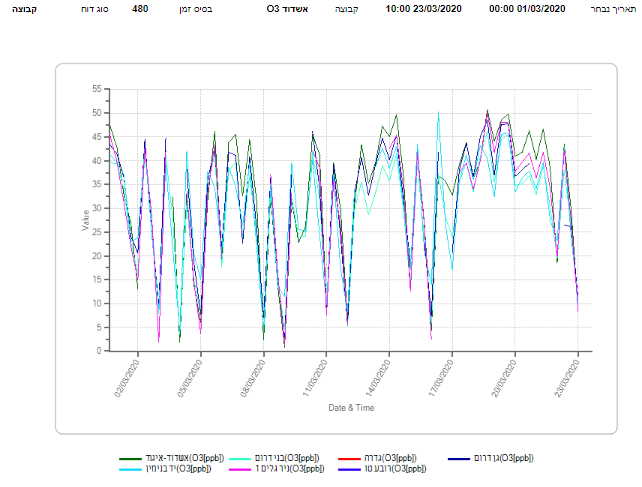 תאריך נבחר 00:00 01/03/2020 10:00 23/03/2020 קבוצה אשדוד O3 בסיס זמן 480 סוג דוח קבוצה
55
50
45
40
35
30
25
20
15
10
5
0
Value
02/03/2020 05/03/2020 08/03/2020 11/03/2020 14/03/2020 17/03/2020 20/03/2020 23/03/2020
Date & Time
אשדוד-איגוד(O3[ppb]) בני דרום(O3[ppb]) גדרה(O3[ppb]) גן דרום(O3[ppb])
יד בנימין(O3[ppb]) ניר גלים 1(O3[ppb]) רובע טו(O3[ppb])